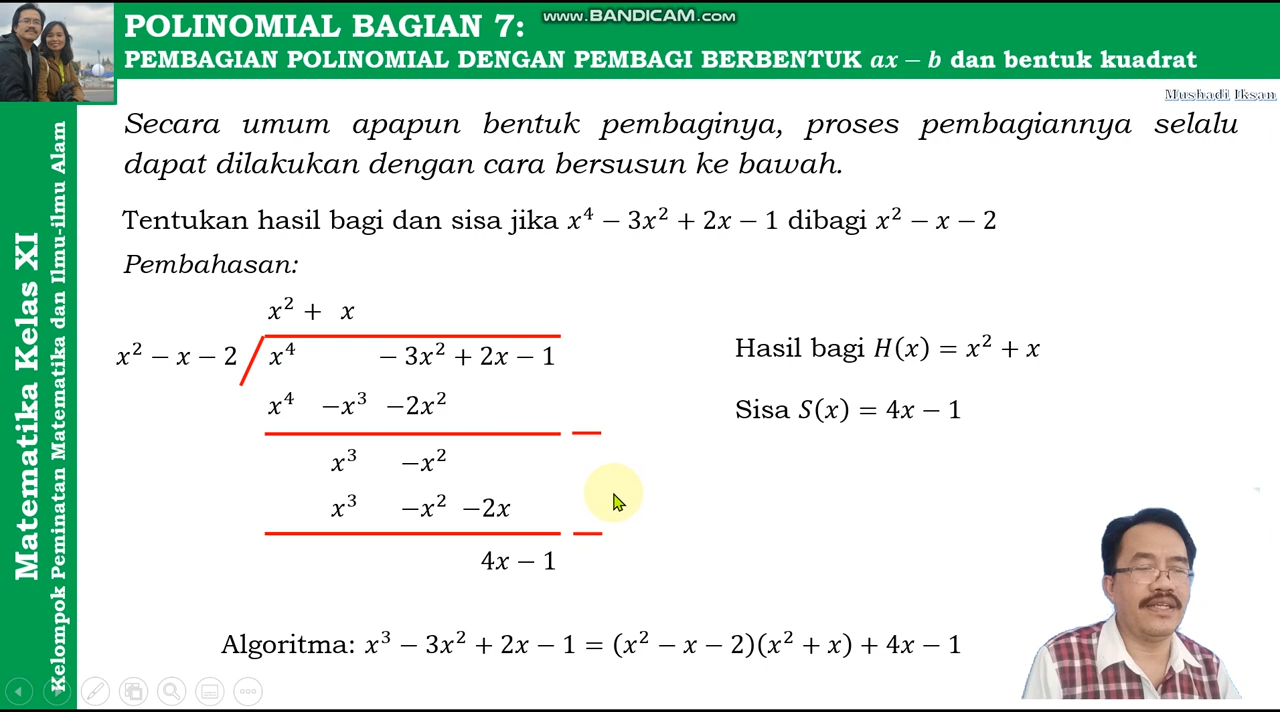 www.BANDICAM.com
POLINOMIAL BAGIAN 7:
PEMBAGIAN POLINOMIAL DENGAN PEMBAGI BERBENTUK ax − b dan bentuk kuadrat
Mushadi Iksan
Matematika Kelas XI
Kelompok Peminatan Matematika dan Ilmu-ilmu Alam
Secara umum apapun bentuk pembaginya, proses pembagiannya selalu
dapat dilakukan dengan cara bersusun ke bawah.
Tentukan hasil bagi dan sisa jika x⁴ − 3x² + 2x − 1 dibagi x² − x − 2
Pembahasan:
x² + x
x² − x − 2 x⁴ − 3x² + 2x − 1
x⁴ −x³ −2x²
x³ −x²
x³ −x² −2x
4x − 1
Hasil bagi H(x) = x² + x
Sisa S(x) = 4x − 1
Algoritma: x³ − 3x² + 2x − 1 = (x² − x − 2)(x² + x) + 4x − 1